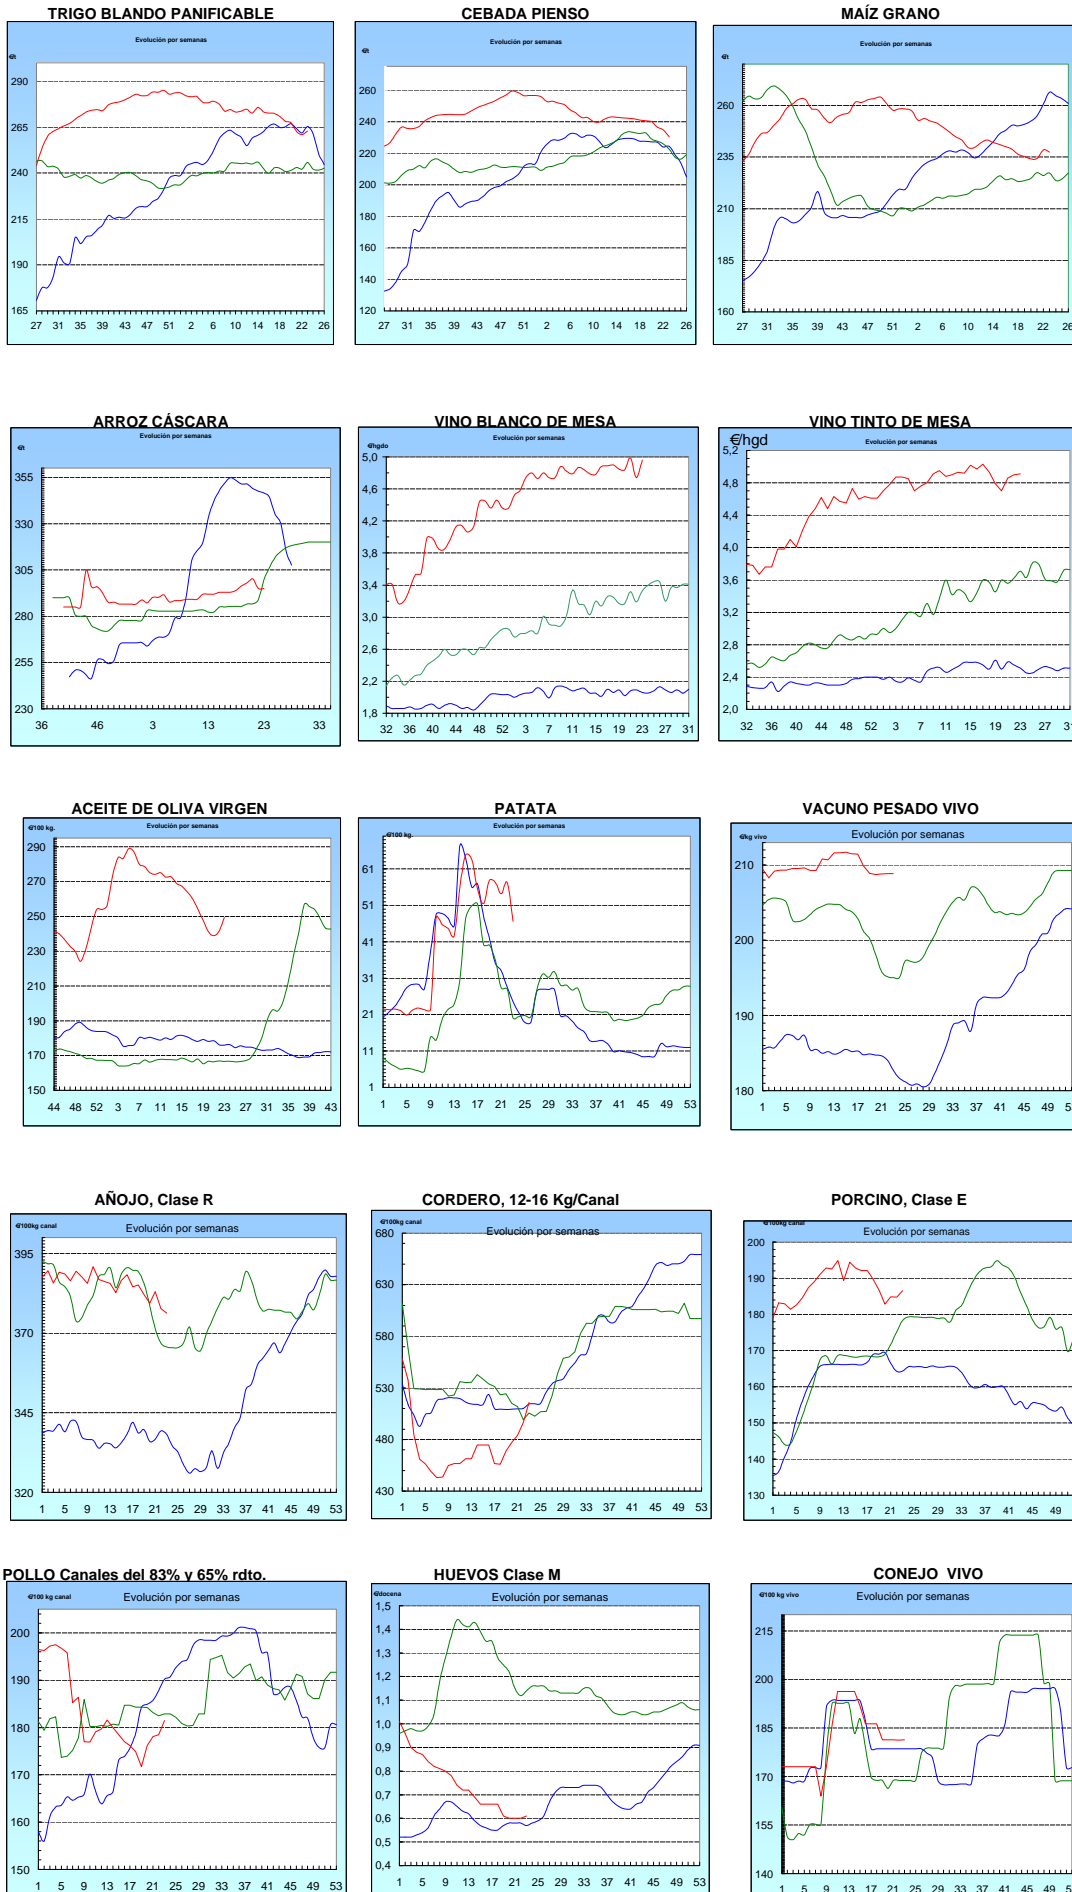 TRIGO BLANDO PANIFICABLE
Evolución por semanas
€/t
290
265
240
215
190
165
27 31 35 39 43 47 51 2 6 10 14 18 22 26
CEBADA PIENSO
Evolución por semanas
€/t
260
240
220
200
180
160
140
120
27 31 35 39 43 47 51 2 6 10 14 18 22 26
MAÍZ GRANO
Evolución por semanas
€/t
260
235
210
185
160
27 31 35 39 43 47 51 2 6 10 14 18 22 26
ARROZ CÁSCARA
Evolución por semanas
€/t
355
330
305
280
255
230
36 46 3 13 23 33
VINO BLANCO DE MESA
Evolución por semanas
€/hgdo
5,0
4,6
4,2
3,8
3,4
3,0
2,6
2,2
1,8
32 36 40 44 48 52 3 7 11 15 19 23 27 31
VINO TINTO DE MESA
€/hgd
Evolución por semanas
5,2
4,8
4,4
4,0
3,6
3,2
2,8
2,4
2,0
32 36 40 44 48 52 3 7 11 15 19 23 27 31
ACEITE DE OLIVA VIRGEN
€/100 kg.
Evolución por semanas
290
270
250
230
210
190
170
150
44 48 52 3 7 11 15 19 23 27 31 35 39 43
PATATA
Evolución por semanas
€/100 kg.
61
51
41
31
21
11
1
1 5 9 13 17 21 25 29 33 37 41 45 49 53
VACUNO PESADO VIVO
€/kg vivo
Evolución por semanas
210
200
190
180
1 5 9 13 17 21 25 29 33 37 41 45 49 53
AÑOJO, Clase R
€/100kg canal
Evolución por semanas
395
370
345
320
1 5 9 13 17 21 25 29 33 37 41 45 49 53
CORDERO, 12-16 Kg/Canal
€/100kg canal
Evolución por semanas
680
630
580
530
480
430
1 5 9 13 17 21 25 29 33 37 41 45 49 53
PORCINO, Clase E
€/100kg canal
Evolución por semanas
200
190
180
170
160
150
140
130
1 5 9 13 17 21 25 29 33 37 41 45 49
POLLO Canales del 83% y 65% rdto.
€/100 kg canal
Evolución por semanas
200
190
180
170
160
150
1 5 9 13 17 21 25 29 33 37 41 45 49 53
HUEVOS Clase M
€/docena
Evolución por semanas
1,5
1,4
1,3
1,2
1,1
1,0
0,9
0,8
0,7
0,6
0,5
0,4
1 5 9 13 17 21 25 29 33 37 41 45 49 53
CONEJO VIVO
€/100 kg vivo
Evolución por semanas
215
200
185
170
155
140
1 5 9 13 17 21 25 29 33 37 41 45 49 53